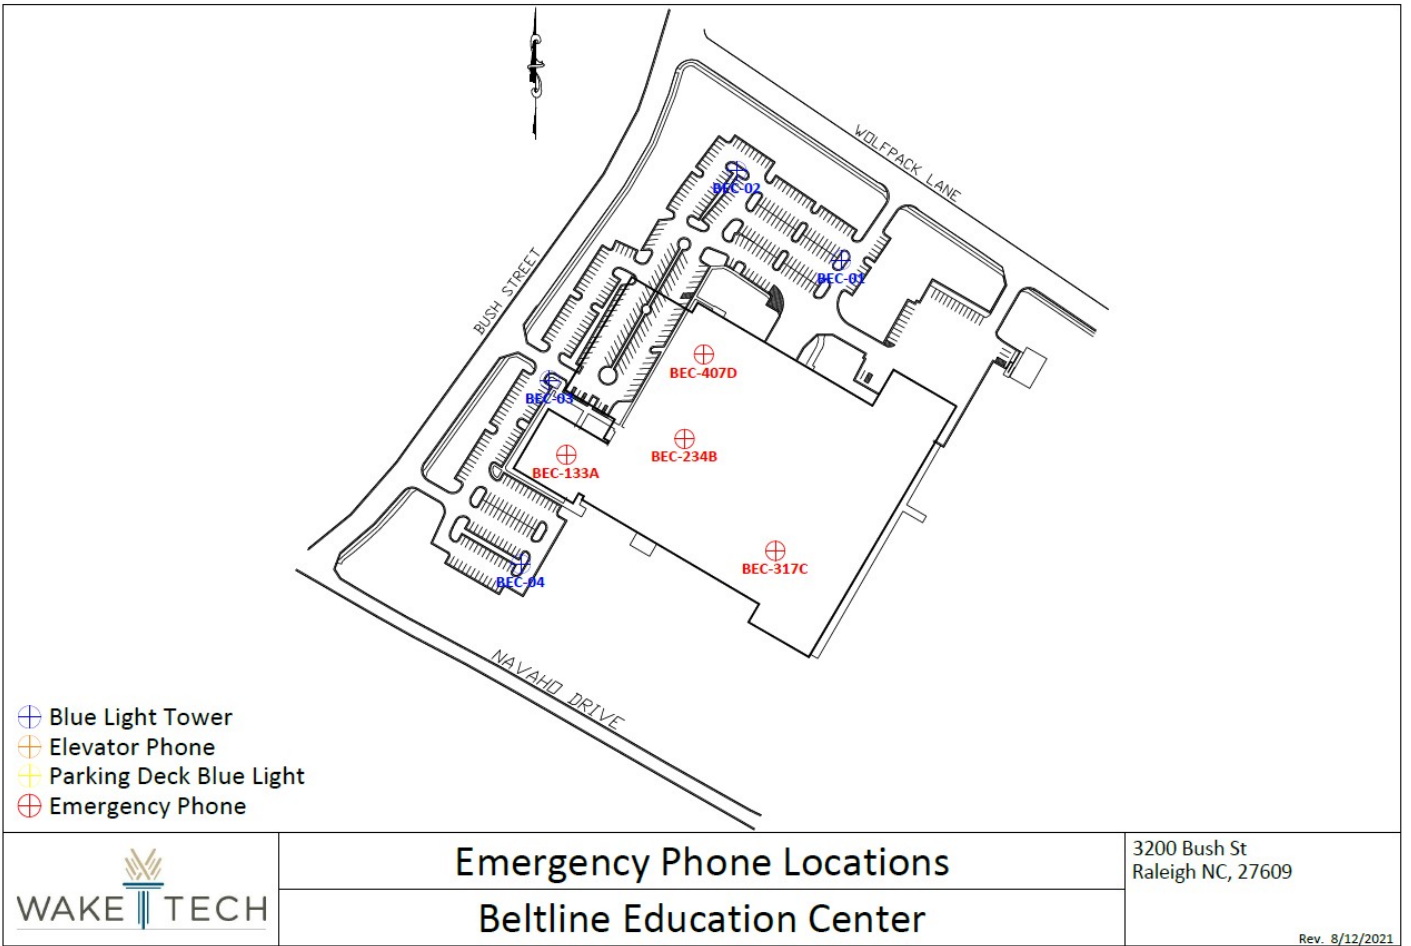 WOLFPACK LANE
BEC-02
BUSH STREET
BEC-01
BEC-407D
BEC-03
BEC-234B
BEC-133A
BEC-317C
BEC-04
NAVAHO DRIVE
Blue Light Tower
Elevator Phone
Parking Deck Blue Light
Emergency Phone
WAKE TECH
Emergency Phone Locations
Beltline Education Center
3200 Bush St
Raleigh NC, 27609
Rev. 8/12/2021